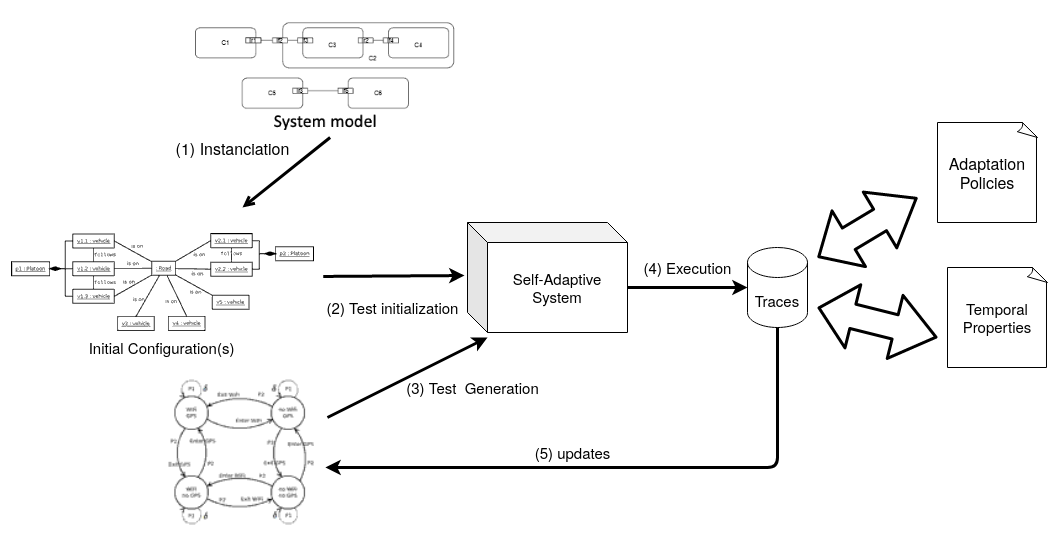 C1
C3
C4
C2
C5
C6
System model
(1) Instanciation
Adaptation
Policies
v1.1 : vehicle
is on
v2.1 : vehicle
follows
follows
p1 : Platoon
v1.2 : vehicle
is on
: Road
is on
v2.2 : vehicle
p2 : Platoon
follows
is on
is on
v1.3 : vehicle
is on
is on
v5 : vehicle
v3 : vehicle
v4 : vehicle
Initial Configuration(s)
(2) Test initialization
Self-Adaptive
System
(4) Execution
Traces
Temporal
Properties
(3) Test Generation
P1
δ
δ
P1
Exit WiFi
P2
WiFi
GPS
no WiFi
GPS
Enter WiFi
P2
Enter GPS
P2
Enter GPS
Exit GPS
P2
Exit GPS
P2
Enter WiFi
P2
WiFi
no GPS
no WiFi
no GPS
P2
Exit WiFi
P1
δ
δ
P1
(5) updates